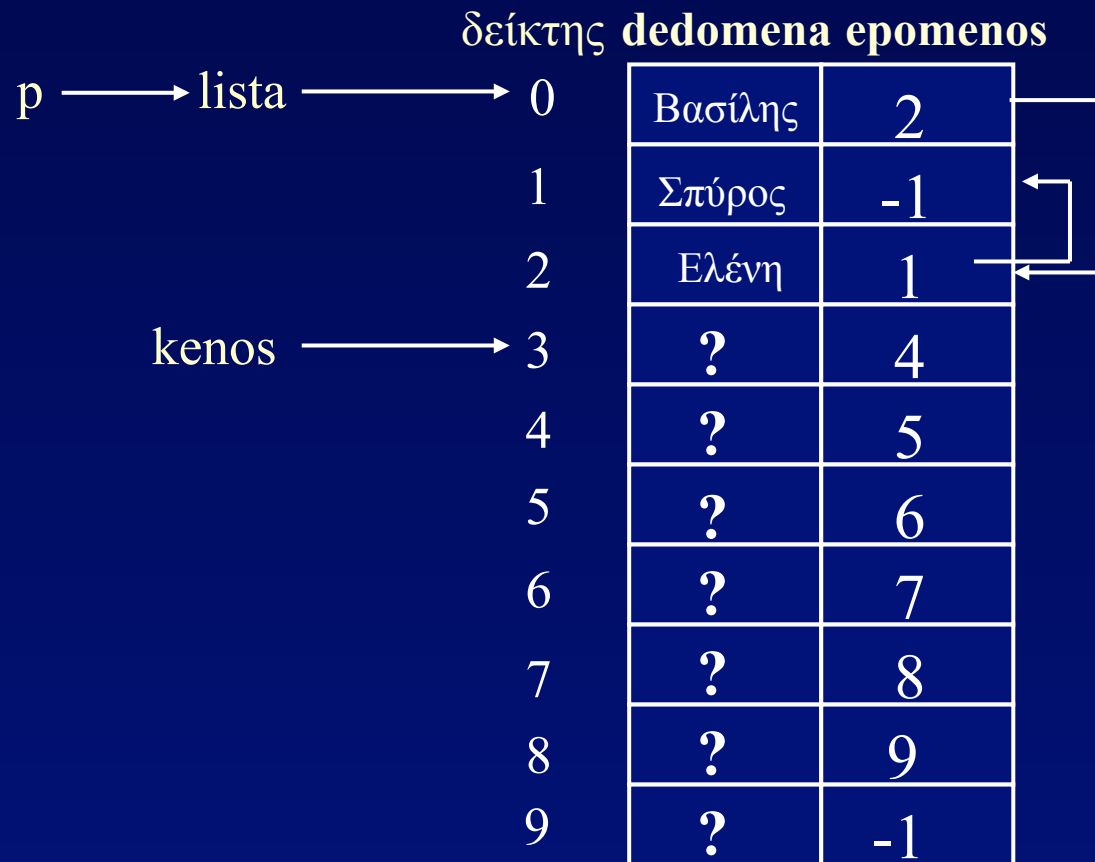 δείκτης dedomena epomenos
p lista 0 Βασίλης 2
1 Σπύρος -1
2 Ελένη 1
kenos 3 ? 4
4 ? 5
5 ? 6
6 ? 7
7 ? 8
8 ? 9
9 ? -1